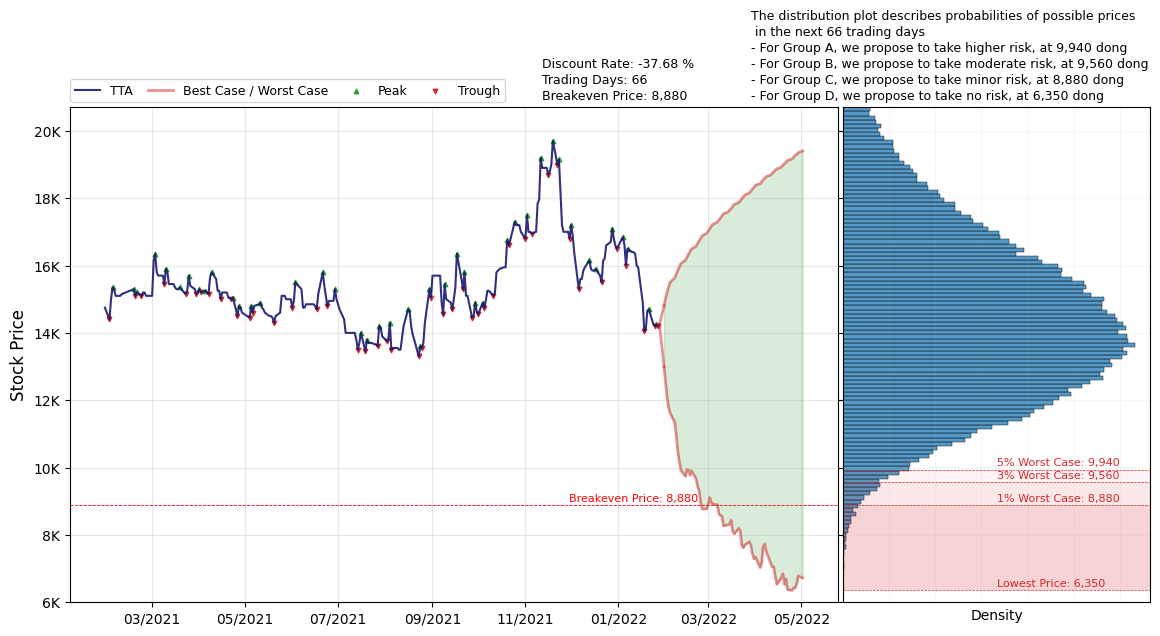 The distribution plot describes probabilities of possible prices
in the next 66 trading days
- For Group A, we propose to take higher risk, at 9,940 dong
- For Group B, we propose to take moderate risk, at 9,560 dong
- For Group C, we propose to take minor risk, at 8,880 dong
- For Group D, we propose to take no risk, at 6,350 dong
Discount Rate: -37.68 %
Trading Days: 66
Breakeven Price: 8,880
TTA
Best Case / Worst Case
Peak
Trough
Stock Price
20K
18K
16K
14K
12K
10K
8K
6K
Breakeven Price: 8,880
03/2021
05/2021
07/2021
09/2021
11/2021
01/2022
03/2022
05/2022
5% Worst Case: 9,940
3% Worst Case: 9,560
1% Worst Case: 8,880
Lowest Price: 6,350
Density